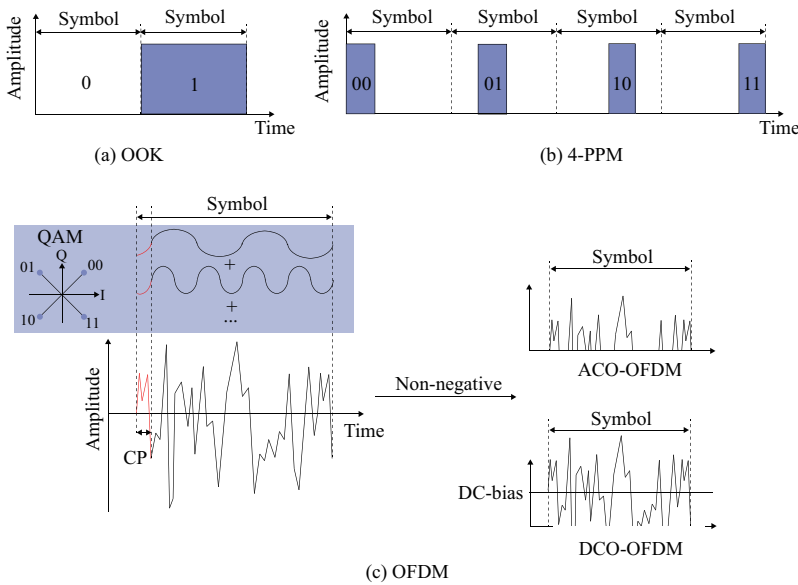 Symbol Symbol
Amplitude
0
1
Time
(a) OOK
Symbol Symbol Symbol Symbol
Amplitude
00
01
10
11
Time
(b) 4-PPM
Symbol
QAM
Q
01
00
I
10
11
+
+
...
Amplitude
CP
Time
Non-negative
Symbol
ACO-OFDM
Symbol
DC-bias
DCO-OFDM
(c) OFDM